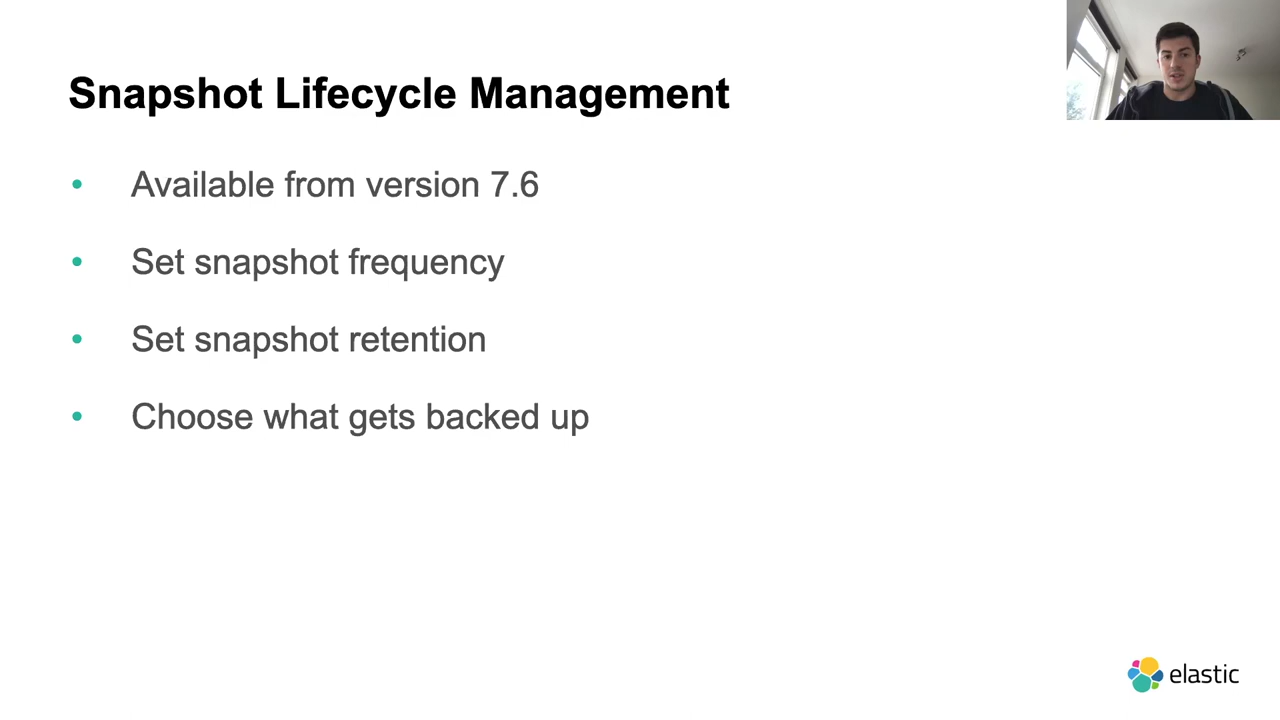 Snapshot Lifecycle Management
• Available from version 7.6
• Set snapshot frequency
• Set snapshot retention
• Choose what gets backed up
elastic